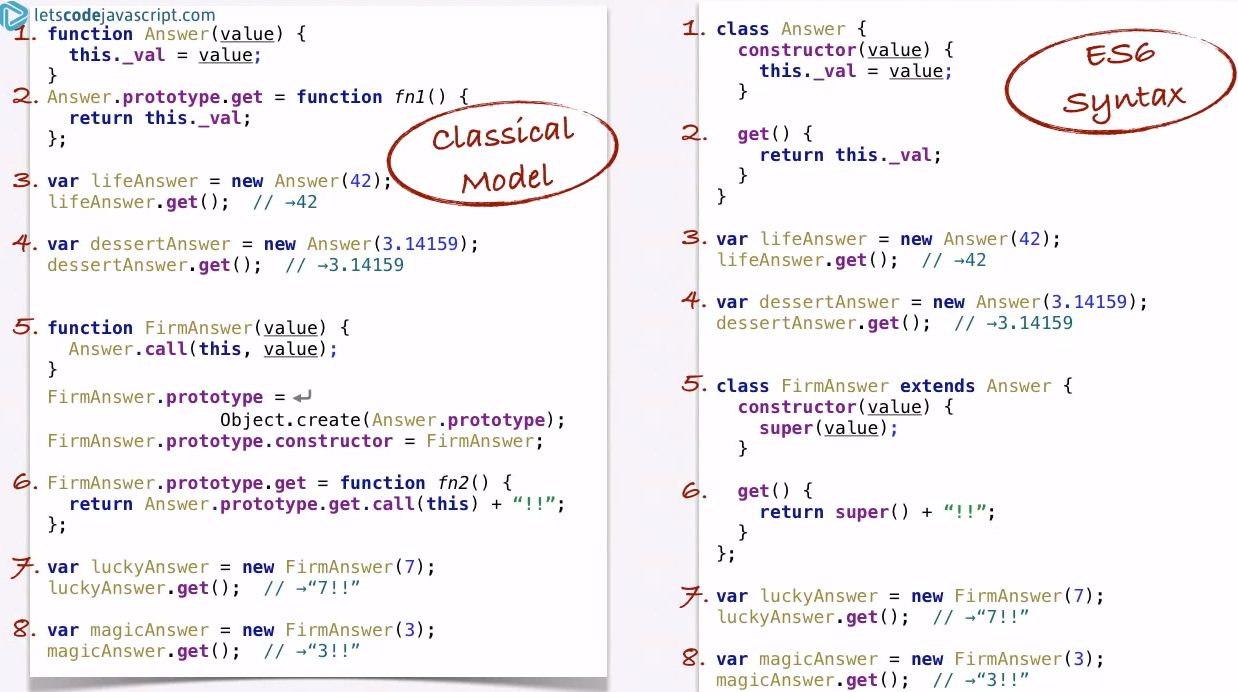 letscodejavascript.com
1. function Answer(value) {
  this._val = value;
}
2. Answer.prototype.get = function fn1() {
  return this._val;
};
Classical
Model
3. var lifeAnswer = new Answer(42);
lifeAnswer.get();  // →42
4. var dessertAnswer = new Answer(3.14159);
dessertAnswer.get();  // →3.14159
5. function FirmAnswer(value) {
  Answer.call(this, value);
}
FirmAnswer.prototype = ↵
                Object.create(Answer.prototype);
FirmAnswer.prototype.constructor = FirmAnswer;
6. FirmAnswer.prototype.get = function fn2() {
  return Answer.prototype.get.call(this) + “!!”;
};
7. var luckyAnswer = new FirmAnswer(7);
luckyAnswer.get();  // →“7!!”
8. var magicAnswer = new FirmAnswer(3);
magicAnswer.get();  // →“3!!”
1. class Answer {
  constructor(value) {
    this._val = value;
  }
ES6
Syntax
2.   get() {
    return this._val;
  }
}
3. var lifeAnswer = new Answer(42);
lifeAnswer.get();  // →42
4. var dessertAnswer = new Answer(3.14159);
dessertAnswer.get();  // →3.14159
5. class FirmAnswer extends Answer {
  constructor(value) {
    super(value);
  }
6.   get() {
    return super() + “!!”;
  }
};
7. var luckyAnswer = new FirmAnswer(7);
luckyAnswer.get();  // →“7!!”
8. var magicAnswer = new FirmAnswer(3);
magicAnswer.get();  // →“3!!”